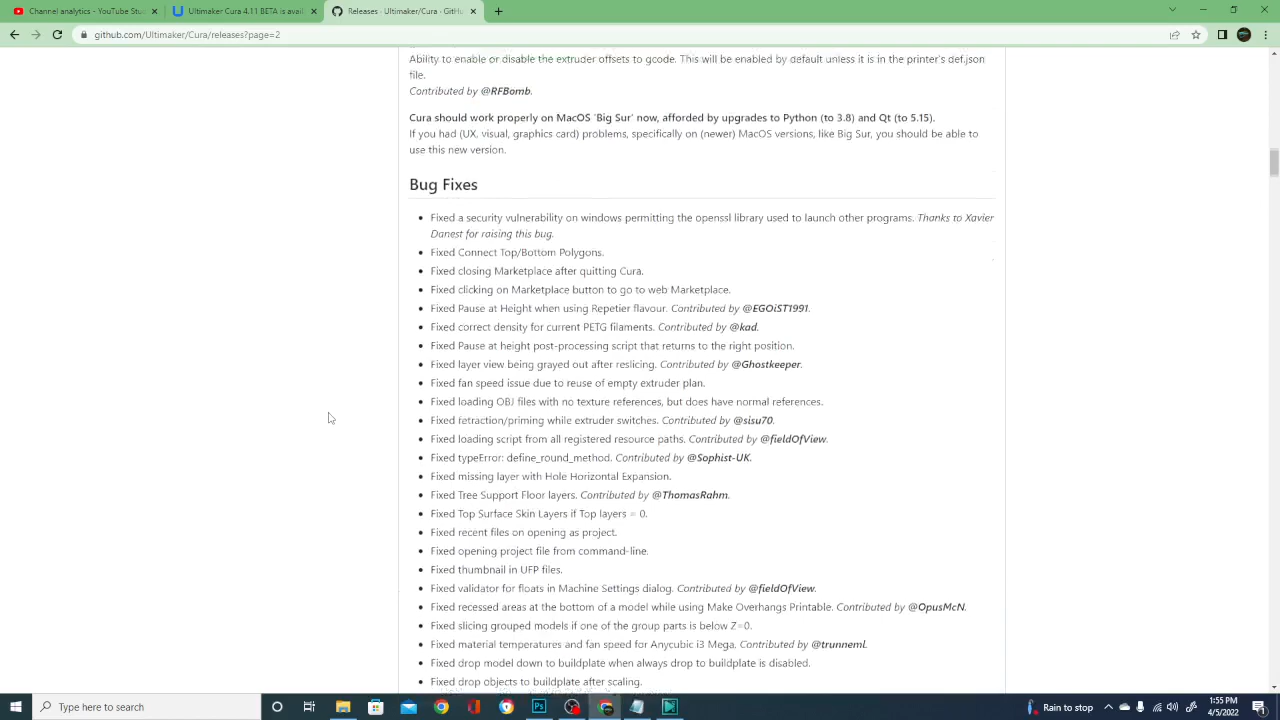 Channel analytics - YouTube Stu
Ultimaker Cura 4.11 BETA is availa
Releases · Ultimaker/Cura · GitHu
github.com/Ultimaker/Cura/releases?page=2
Ability to enable or disable the extruder offsets to gcode. This will be enabled by default unless it is in the printer's def.json
file.
Contributed by @RFBomb.
Cura should work properly on MacOS 'Big Sur' now, afforded by upgrades to Python (to 3.8) and Qt (to 5.15).
If you had (UX, visual, graphics card) problems, specifically on (newer) MacOS versions, like Big Sur, you should be able to
use this new version.
Bug Fixes
Fixed a security vulnerability on windows permitting the openssl library used to launch other programs. Thanks to Xavier
Danest for raising this bug.
Fixed Connect Top/Bottom Polygons.
Fixed closing Marketplace after quitting Cura.
Fixed clicking on Marketplace button to go to web Marketplace.
Fixed Pause at Height when using Repetier flavour. Contributed by @EGOiST1991.
Fixed correct density for current PETG filaments. Contributed by @kad.
Fixed Pause at height post-processing script that returns to the right position.
Fixed layer view being grayed out after reslicing. Contributed by @Ghostkeeper.
Fixed fan speed issue due to reuse of empty extruder plan.
Fixed loading OBJ files with no texture references, but does have normal references.
Fixed retraction/priming while extruder switches. Contributed by @sisu70.
Fixed loading script from all registered resource paths. Contributed by @fieldOfView.
Fixed typeError: define_round_method. Contributed by @Sophist-UK.
Fixed missing layer with Hole Horizontal Expansion.
Fixed Tree Support Floor layers. Contributed by @ThomasRahm.
Fixed Top Surface Skin Layers if Top layers = 0.
Fixed recent files on opening as project.
Fixed opening project file from command-line.
Fixed thumbnail in UFP files.
Fixed validator for floats in Machine Settings dialog. Contributed by @fieldOfView.
Fixed recessed areas at the bottom of a model while using Make Overhangs Printable. Contributed by @OpusMcN.
Fixed slicing grouped models if one of the group parts is below Z=0.
Fixed material temperatures and fan speed for Anycubic i3 Mega. Contributed by @trunneml.
Fixed drop model down to buildplate when always drop to buildplate is disabled.
Fixed drop objects to buildplate after scaling.
Type here to search
Rain to stop
1:55 PM
4/4/2022